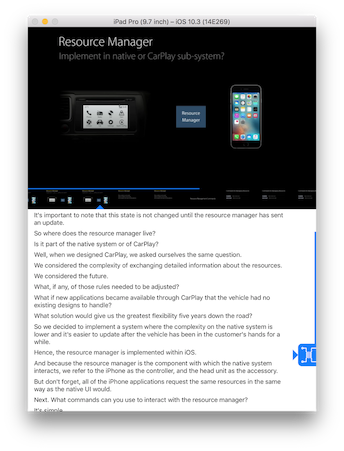 iPad Pro (9.7 inch) – iOS 10.3 (14E269)
Resource Manager
Implement in native or CarPlay sub-system?
Resource
Manager
It's important to note that this state is not changed until the resource manager has sent
an update.
So where does the resource manager live?
Is it part of the native system or of CarPlay?
Well, when we designed CarPlay, we asked ourselves the same question.
We considered the complexity of exchanging detailed information about the resources.
We considered the future.
What, if any, of those rules needed to be adjusted?
What if new applications became available through CarPlay that the vehicle had no
existing designs to handle?
What solution would give us the greatest flexibility five years down the road?
So we decided to implement a system where the complexity on the native system is
lower and it's easier to update after the vehicle has been in the customer's hands for a
while.
Hence, the resource manager is implemented within iOS.
And because the resource manager is the component with which the native system
interacts, we refer to the iPhone as the controller, and the head unit as the accessory.
But don't forget, all of the iPhone applications request the same resources in the same
way as the native UI would.
Next. What commands can you use to interact with the resource manager?
It's simple.